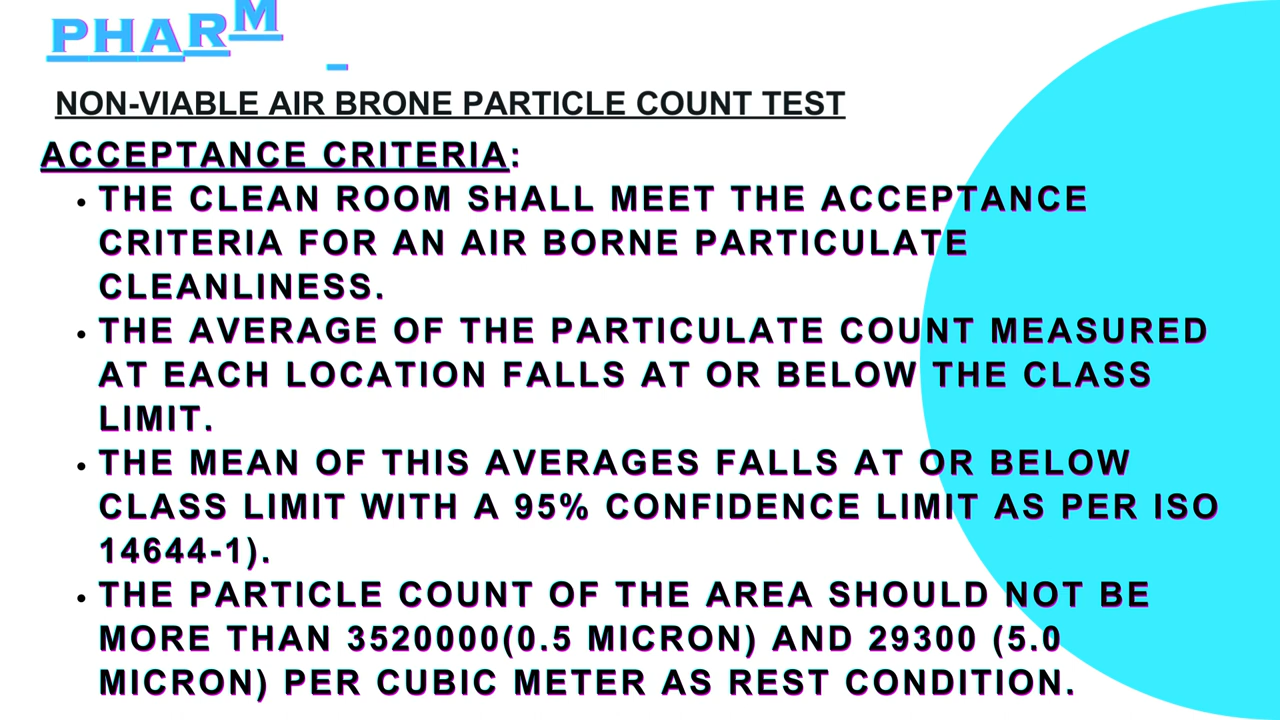 PHARM
NON-VIABLE AIR BRONE PARTICLE COUNT TEST
ACCEPTANCE CRITERIA:
• THE CLEAN ROOM SHALL MEET THE ACCEPTANCE
CRITERIA FOR AN AIR BORNE PARTICULATE
CLEANLINESS.
• THE AVERAGE OF THE PARTICULATE COUNT MEASURED
AT EACH LOCATION FALLS AT OR BELOW THE CLASS
LIMIT.
• THE MEAN OF THIS AVERAGES FALLS AT OR BELOW
CLASS LIMIT WITH A 95% CONFIDENCE LIMIT AS PER ISO
14644-1).
• THE PARTICLE COUNT OF THE AREA SHOULD NOT BE
MORE THAN 3520000(0.5 MICRON) AND 29300 (5.0
MICRON) PER CUBIC METER AS REST CONDITION.